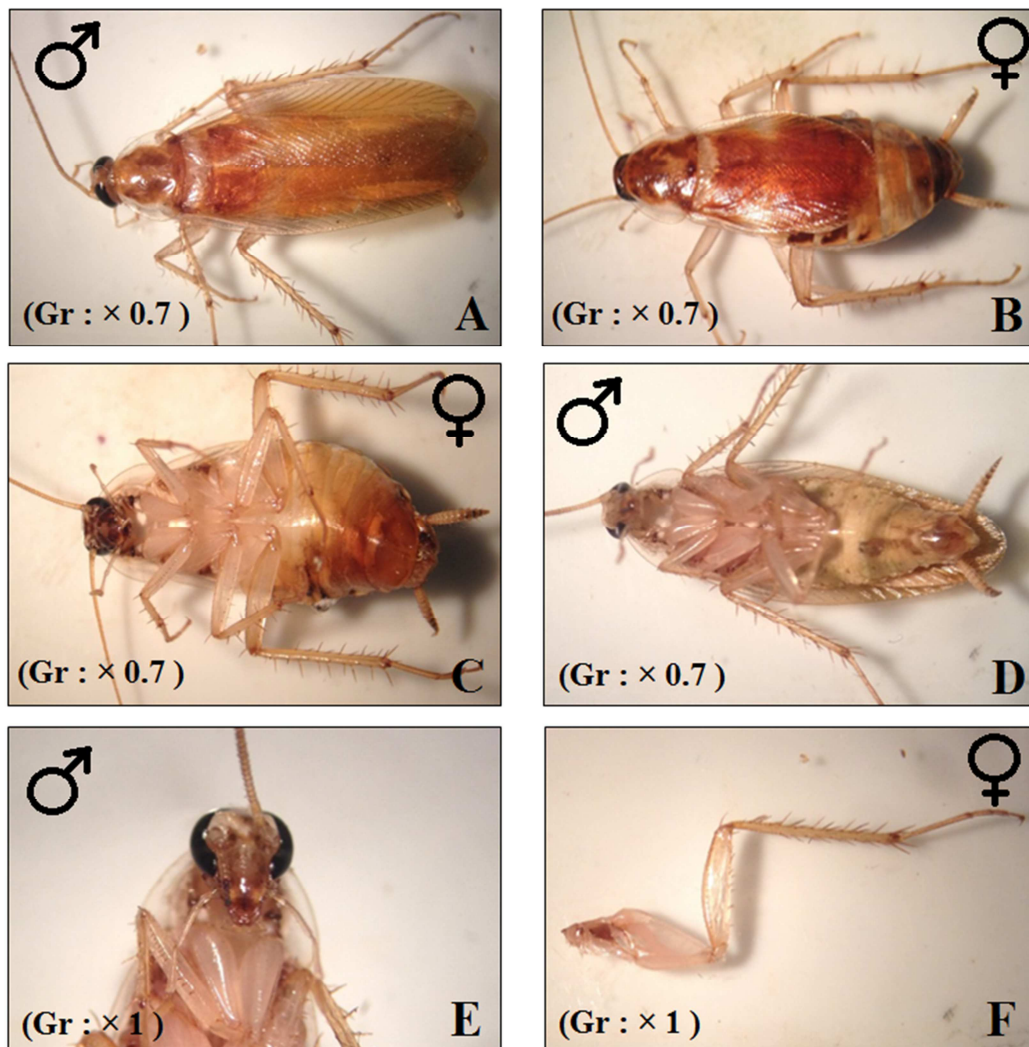 (Gr : × 0.7 ) A
(Gr : × 0.7 ) B
(Gr : × 0.7 ) C
(Gr : × 0.7 ) D
(Gr : × 1 ) E
(Gr : × 1 ) F